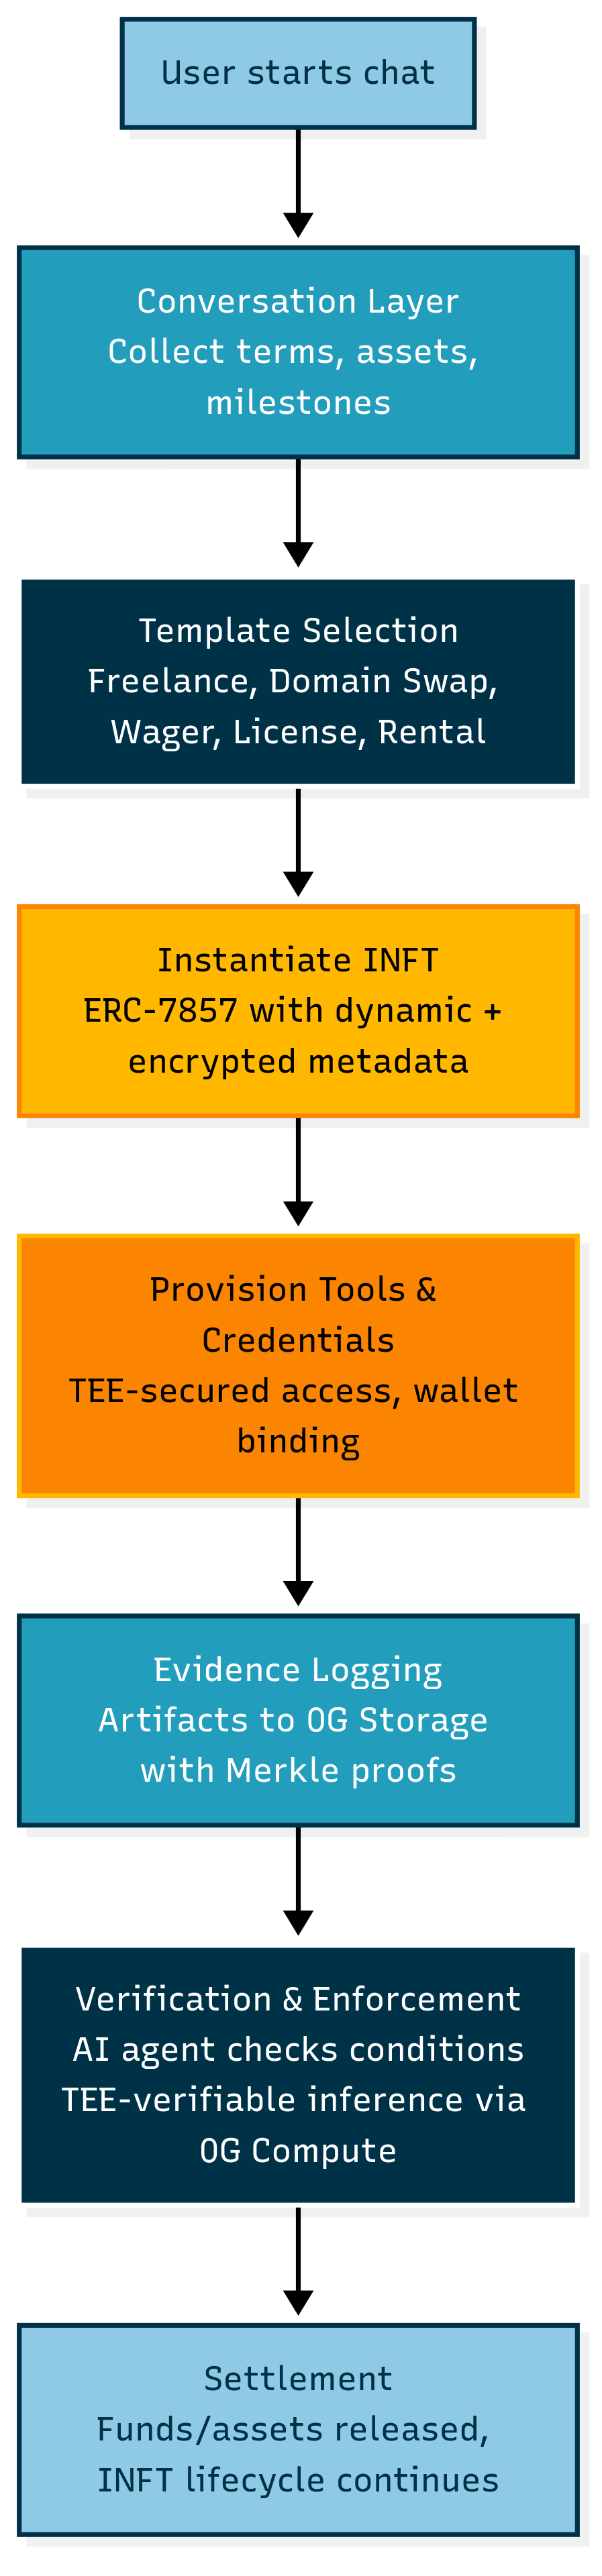 User starts chat
Conversation Layer
Collect terms, assets,
milestones
Template Selection
Freelance, Domain Swap,
Wager, License, Rental
Instantiate INFT
ERC-7857 with dynamic +
encrypted metadata
Provision Tools &
Credentials
TEE-secured access, wallet
binding
Evidence Logging
Artifacts to 0G Storage
with Merkle proofs
Verification & Enforcement
AI agent checks conditions
TEE-verifiable inference via
0G Compute
Settlement
Funds/assets released,
INFT lifecycle continues